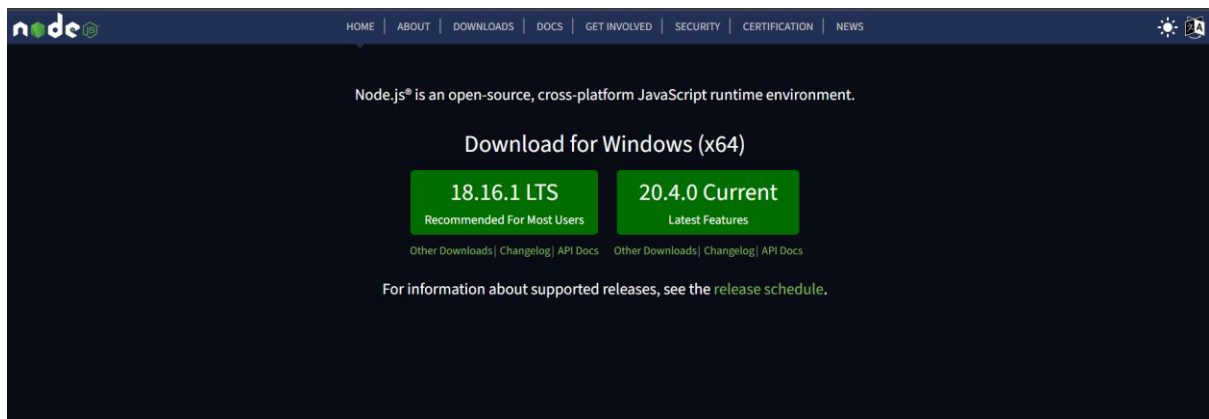 node JS
HOME | ABOUT | DOWNLOADS | DOCS | GET INVOLVED | SECURITY | CERTIFICATION | NEWS
Node.js® is an open-source, cross-platform JavaScript runtime environment.
Download for Windows (x64)
18.16.1 LTS
Recommended For Most Users
20.4.0 Current
Latest Features
Other Downloads| Changelog| API Docs
Other Downloads| Changelog| API Docs
For information about supported releases, see the release schedule.